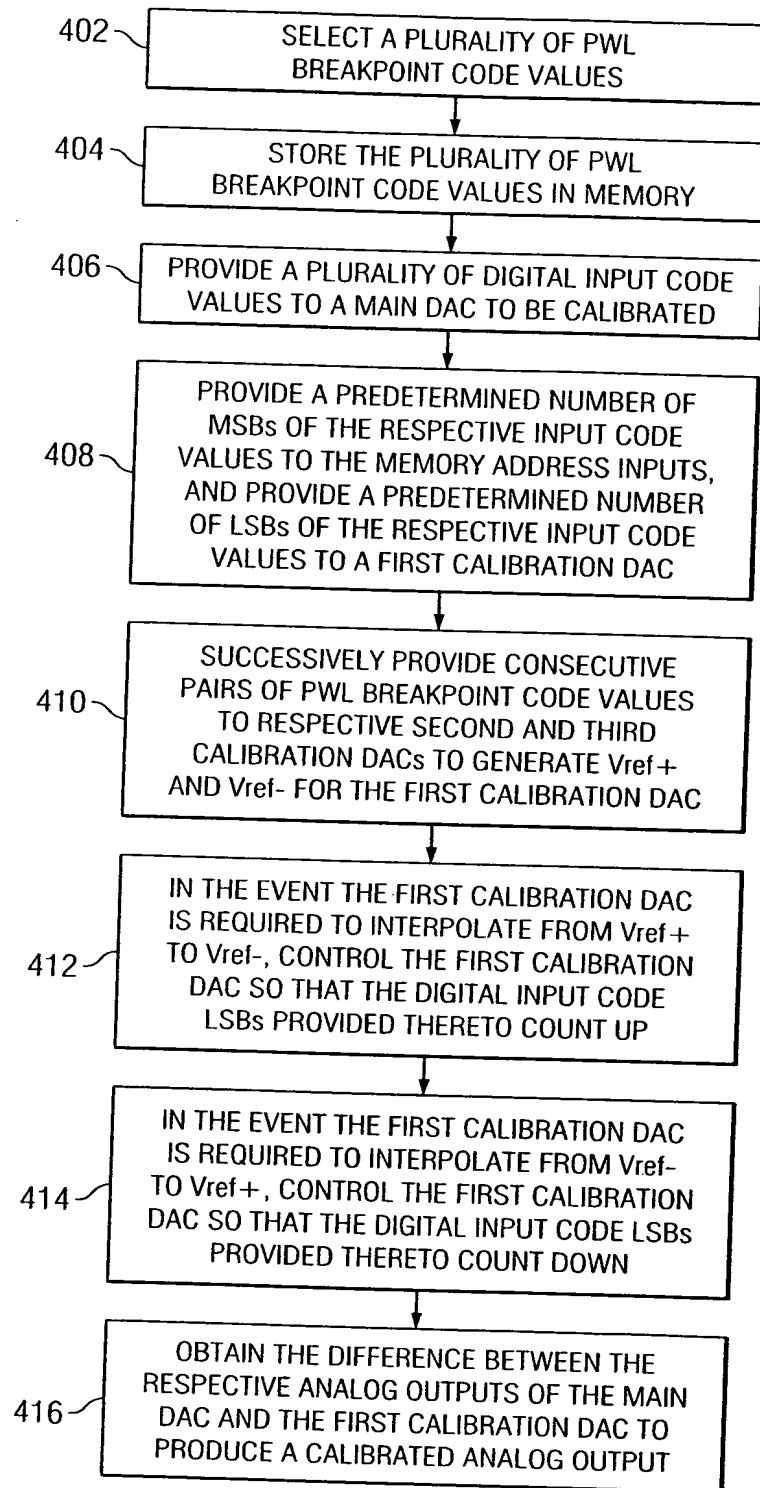 402
SELECT A PLURALITY OF PWL
BREAKPOINT CODE VALUES
404
STORE THE PLURALITY OF PWL
BREAKPOINT CODE VALUES IN MEMORY
406
PROVIDE A PLURALITY OF DIGITAL INPUT CODE
VALUES TO A MAIN DAC TO BE CALIBRATED
408
PROVIDE A PREDETERMINED NUMBER OF
MSBs OF THE RESPECTIVE INPUT CODE
VALUES TO THE MEMORY ADDRESS INPUTS,
AND PROVIDE A PREDETERMINED NUMBER
OF LSBs OF THE RESPECTIVE INPUT CODE
VALUES TO A FIRST CALIBRATION DAC
410
SUCCESSIVELY PROVIDE CONSECUTIVE
PAIRS OF PWL BREAKPOINT CODE VALUES
TO RESPECTIVE SECOND AND THIRD
CALIBRATION DACs TO GENERATE Vref+
AND Vref- FOR THE FIRST CALIBRATION DAC
412
IN THE EVENT THE FIRST CALIBRATION DAC
IS REQUIRED TO INTERPOLATE FROM Vref+
TO Vref-, CONTROL THE FIRST CALIBRATION
DAC SO THAT THE DIGITAL INPUT CODE
LSBs PROVIDED THERETO COUNT UP
414
IN THE EVENT THE FIRST CALIBRATION DAC
IS REQUIRED TO INTERPOLATE FROM Vref-
TO Vref+, CONTROL THE FIRST CALIBRATION
DAC SO THAT THE DIGITAL INPUT CODE LSBs
PROVIDED THERETO COUNT DOWN
416
OBTAIN THE DIFFERENCE BETWEEN THE
RESPECTIVE ANALOG OUTPUTS OF THE MAIN
DAC AND THE FIRST CALIBRATION DAC TO
PRODUCE A CALIBRATED ANALOG OUTPUT